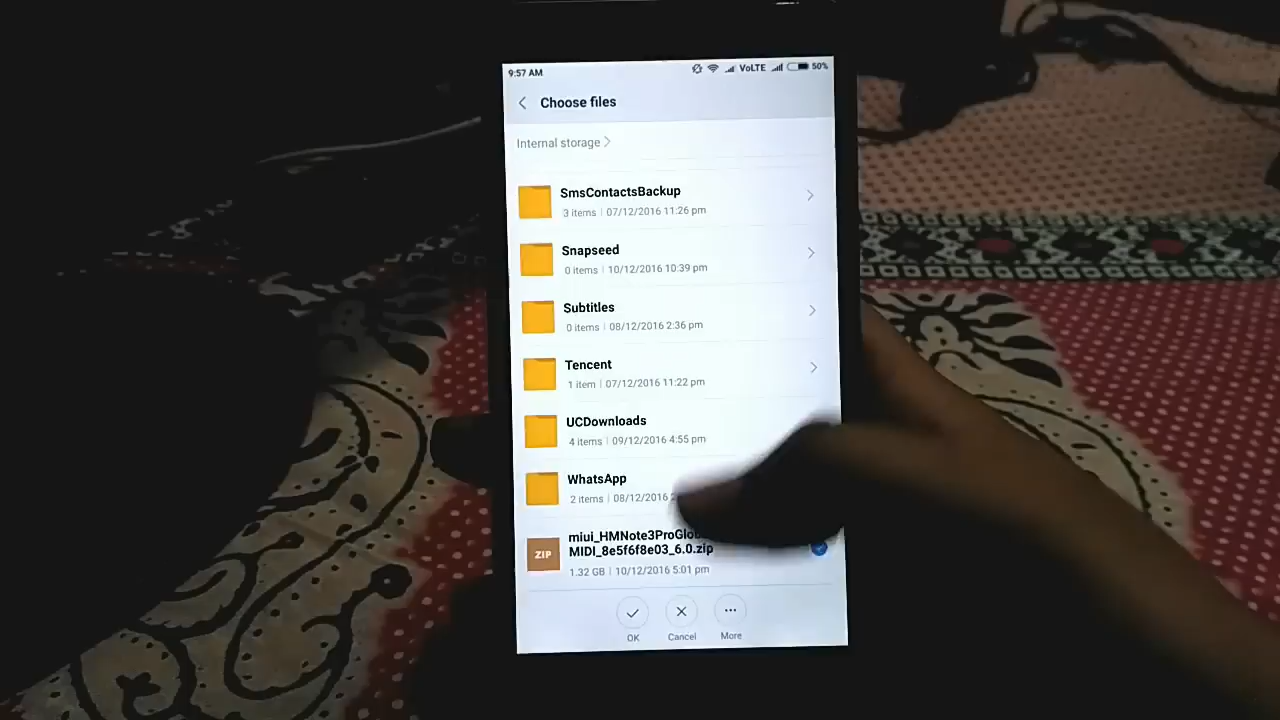 9:57 AM VoLTE 50%
Choose files
Internal storage
SmsContactsBackup
3 items | 07/12/2016 11:26 pm
Snapseed
0 items | 10/12/2016 10:39 pm
Subtitles
0 items | 08/12/2016 2:36 pm
Tencent
1 item | 07/12/2016 11:22 pm
UCDownloads
4 items | 09/12/2016 4:55 pm
WhatsApp
2 items | 08/12/2016
ZIP
miui_HMNote3ProGlo
MIDI_8e5f6f8e03_6.0.zip
1.32 GB | 10/12/2016 5:01 pm
OK Cancel More